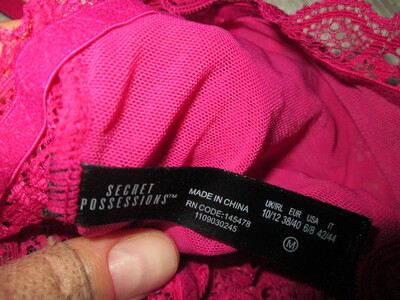 SECRET
POSSESSIONS™
MADE IN CHINA
RN CODE:145478
1109030245
UK/IRL EUR USA IT
10/12 38/40 6/8 42/44
M